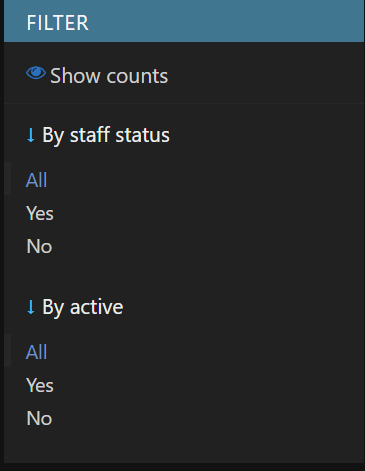 FILTER
Show counts
↓ By staff status
All
Yes
No
↓ By active
All
Yes
No